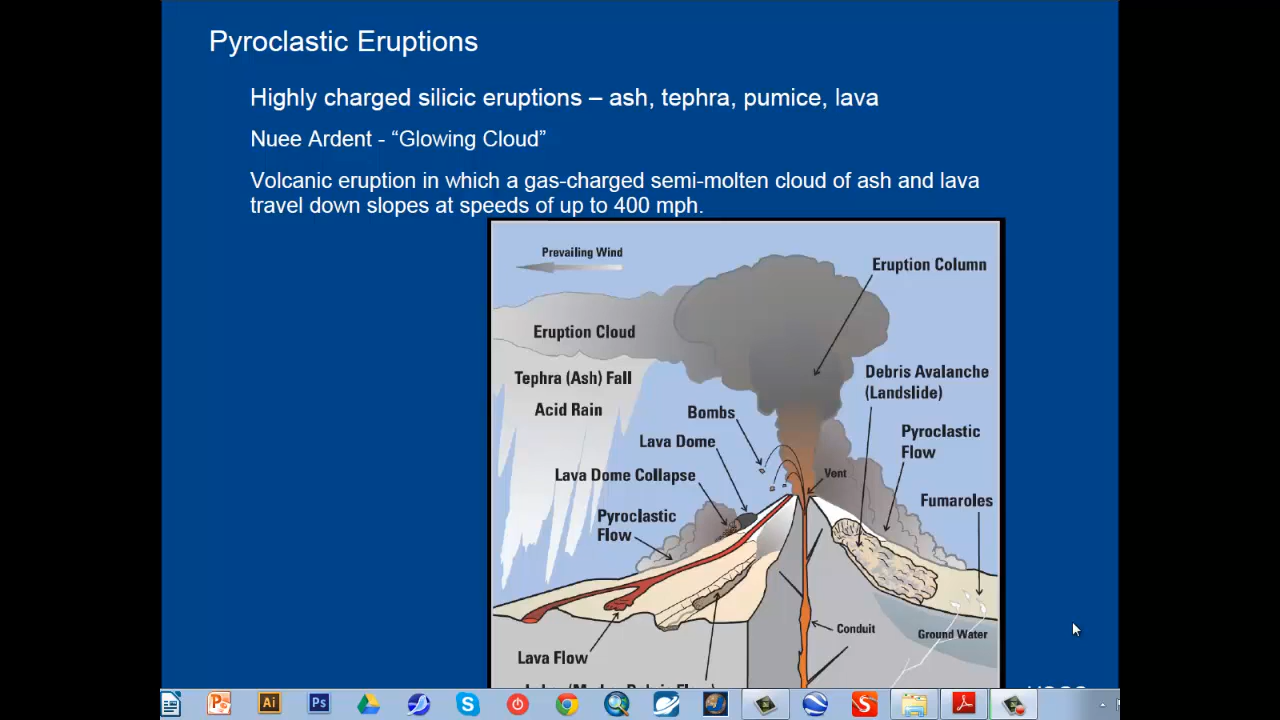 Pyroclastic Eruptions
Highly charged silicic eruptions – ash, tephra, pumice, lava
Nuee Ardent - “Glowing Cloud”
Volcanic eruption in which a gas-charged semi-molten cloud of ash and lava
travel down slopes at speeds of up to 400 mph.
Prevailing Wind
Eruption Column
Eruption Cloud
Tephra (Ash) Fall
Acid Rain
Debris Avalanche
(Landslide)
Bombs
Pyroclastic
Flow
Lava Dome
Lava Dome Collapse
Vent
Fumaroles
Pyroclastic
Flow
Conduit
Ground Water
Lava Flow
Ai
Ps